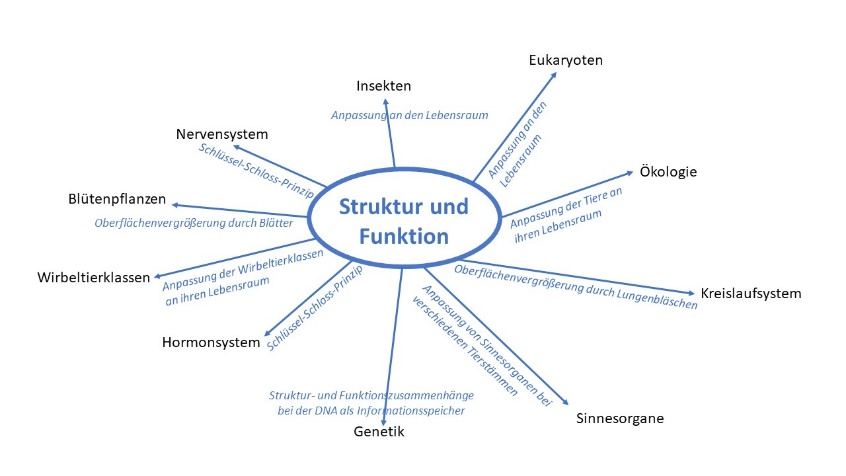 Eukaryoten
Insekten
Anpassung an den Lebensraum
Anpassung an den
Lebensraum
Nervensystem
Schlüssel-Schloss-Prinzip
Ökologie
Anpassung der Tiere an
ihren Lebensraum
Blütenpflanzen
Oberflächenvergrößerung durch Blätter
Struktur und
Funktion
Wirbeltierklassen
Anpassung der Wirbeltierklassen
an ihren Lebensraum
Oberflächenvergrößerung durch Lungenbläschen
Kreislaufsystem
Hormonsystem
Schlüssel-Schloss-Prinzip
Anpassung von Sinnesorganen bei
verschiedenen Tierstämmen
Sinnesorgane
Struktur- und Funktionszusammenhänge
bei der DNA als Informationsspeicher
Genetik